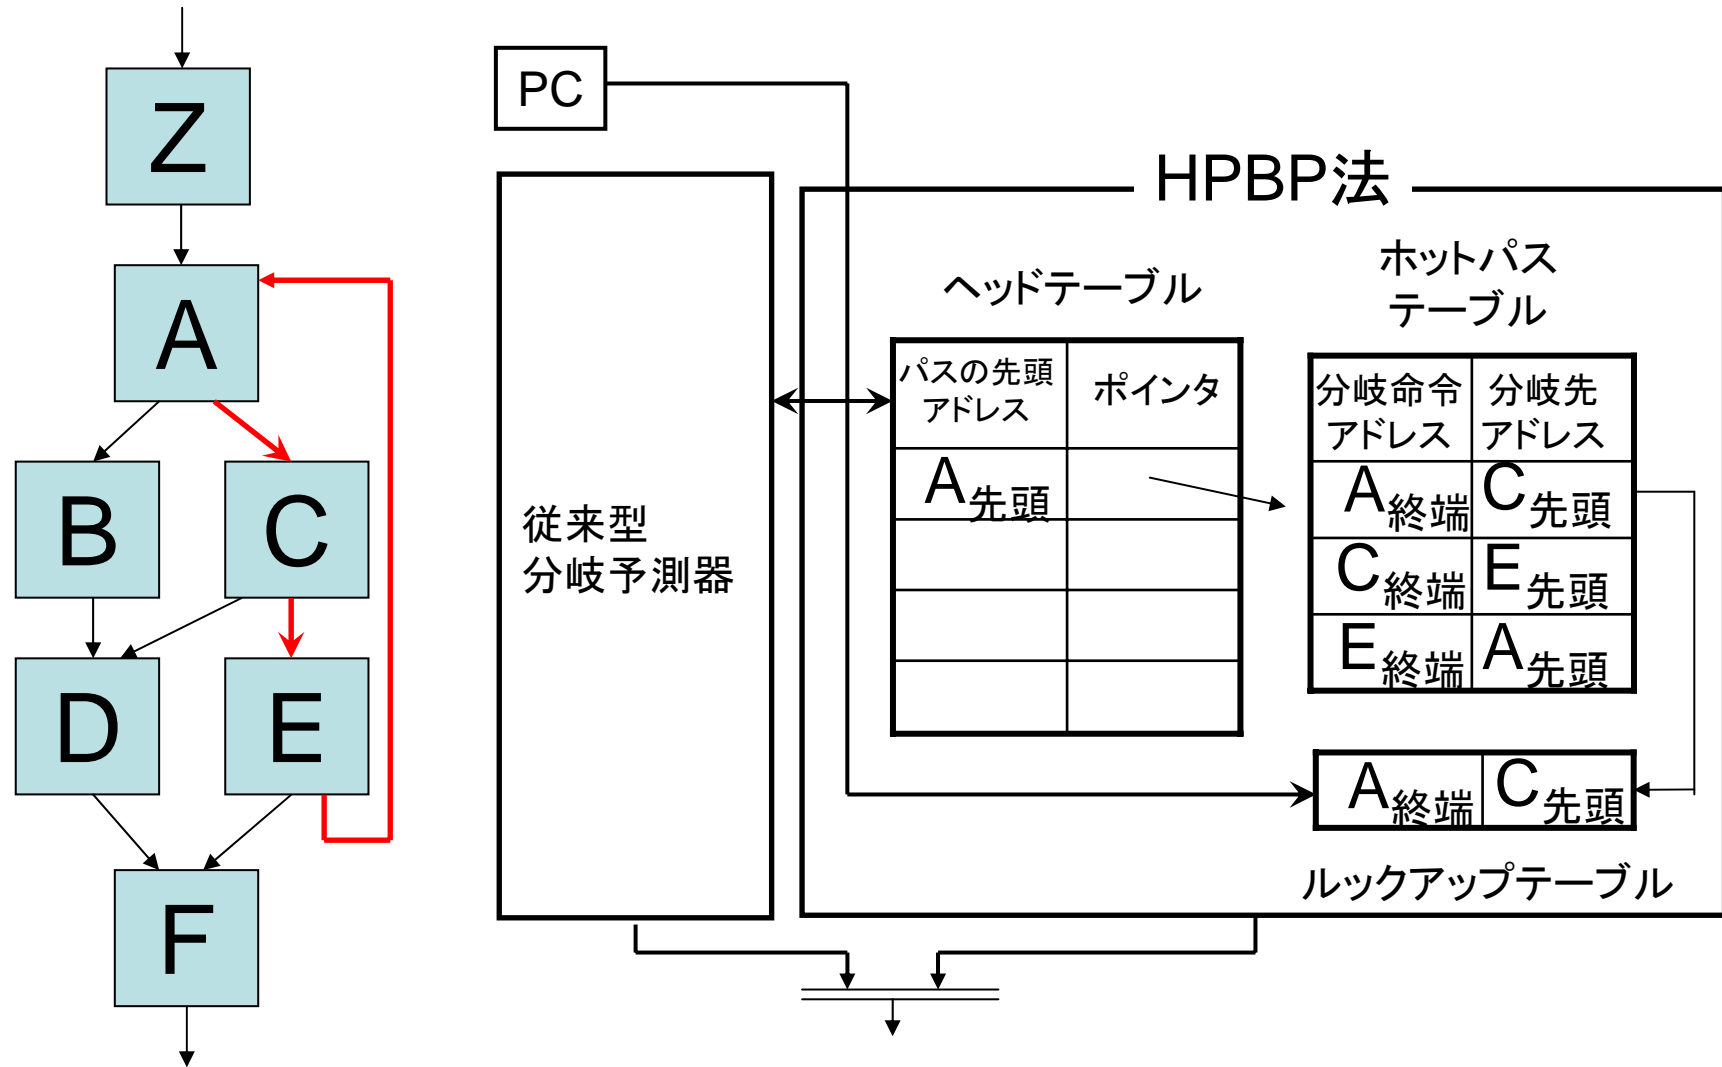 Z
A
B
C
D
E
F
PC
従来型
分岐予測器
HPBP法
ヘッドテーブル
パスの先頭
アドレス
ポインタ
A先頭
ホットパス
テーブル
分岐命令
アドレス
分岐先
アドレス
A終端
C先頭
C終端
E先頭
E終端
A先頭
A終端
C先頭
ルックアップテーブル